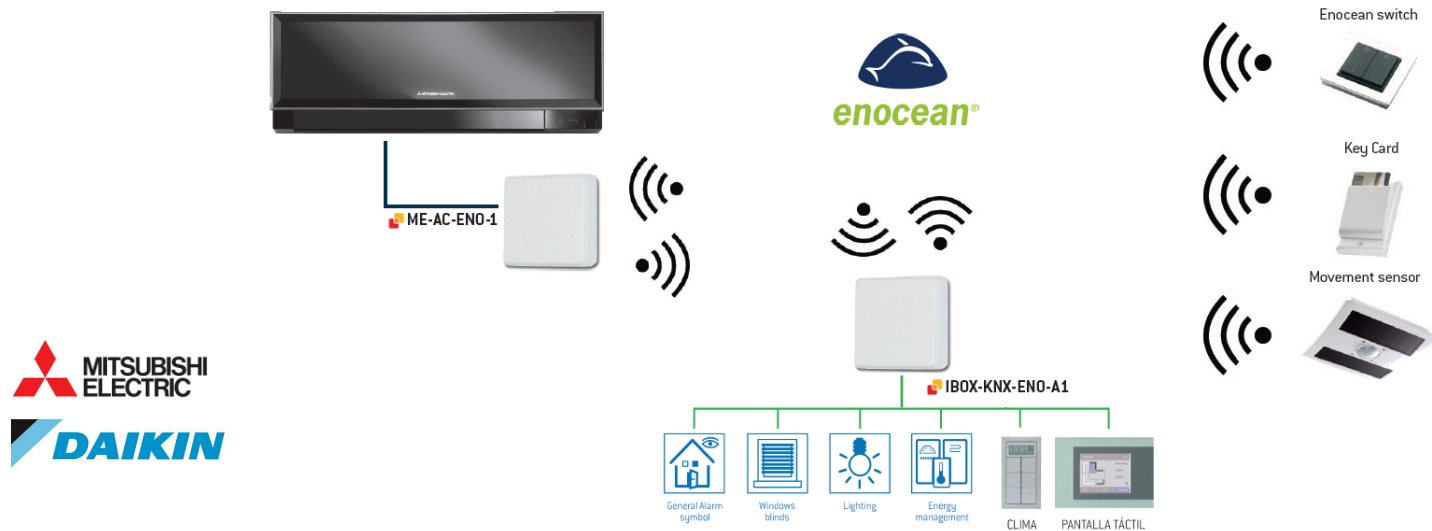 Enocean switch
MITSUBISHI ELECTRIC
enocean®
Key Card
ME-AC-ENO-1
Movement sensor
MITSUBISHI
ELECTRIC
IBOX-KNX-ENO-A1
DAIKIN
General Alarm
symbol
Windows
blinds
Lighting
Energy
management
CLIMA
PANTALLA TÁCTIL